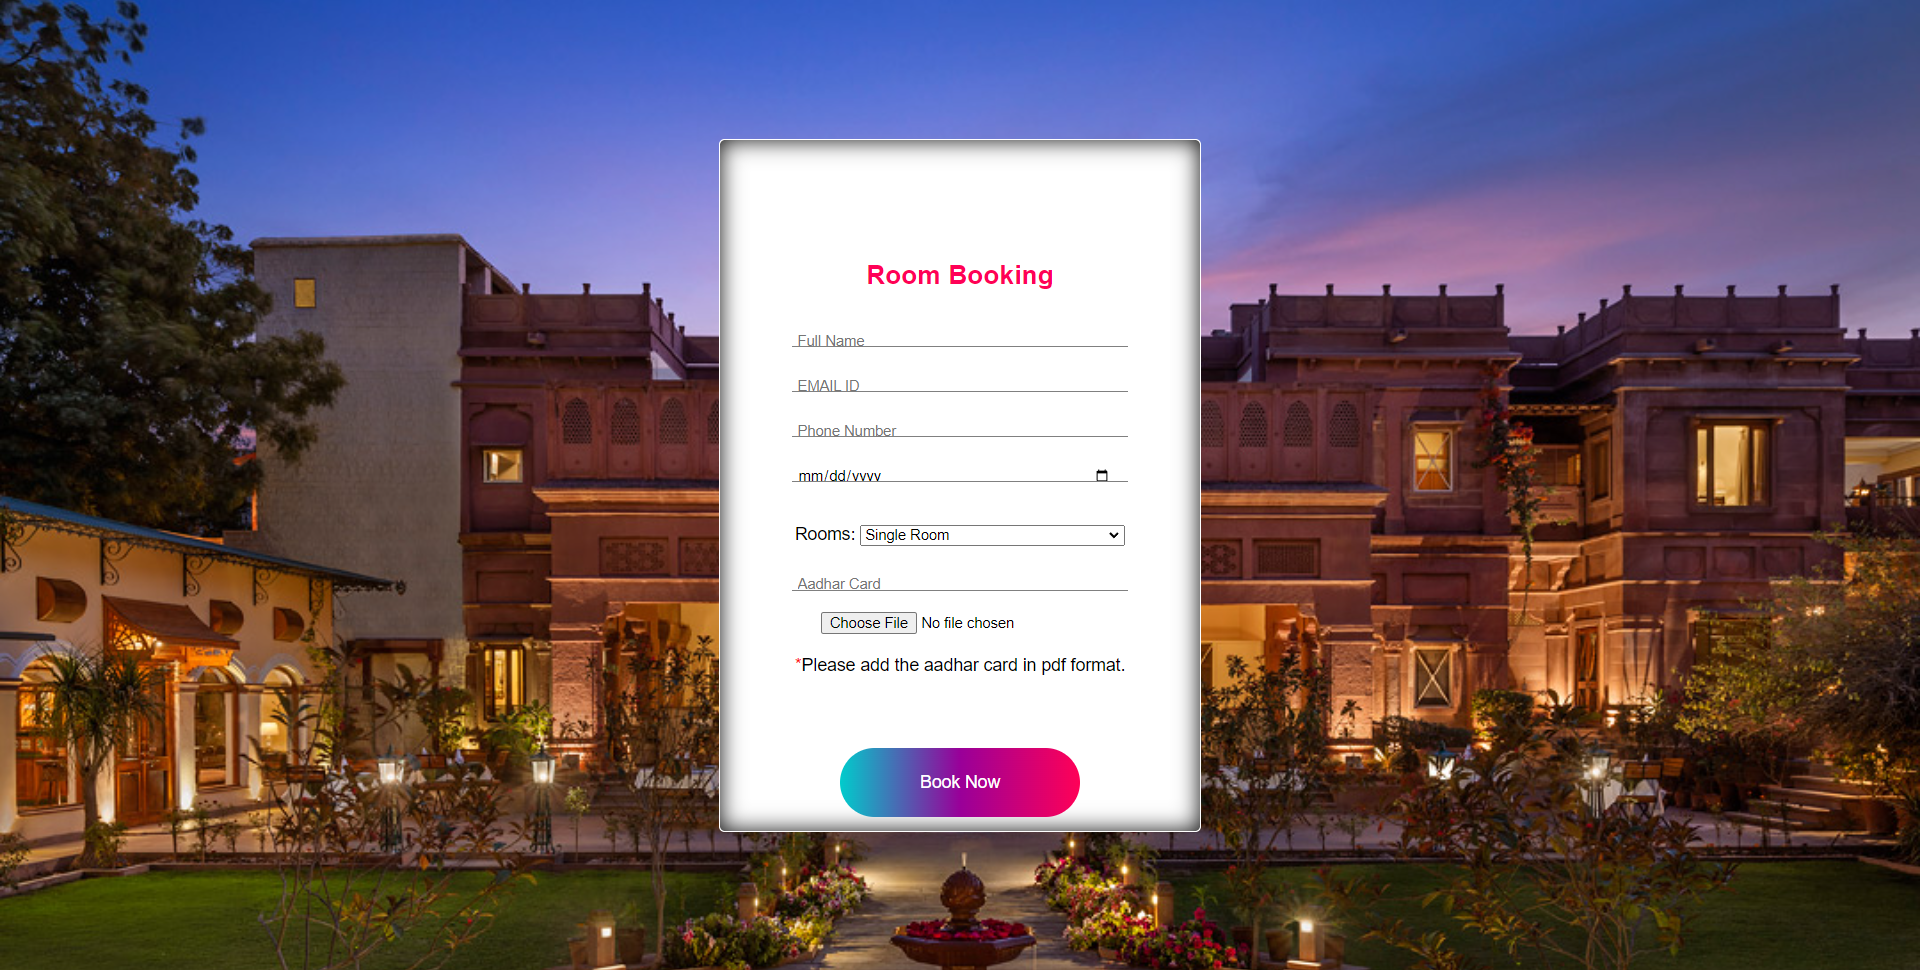 Room Booking
Full Name
EMAIL ID
Phone Number
mm/dd/yyyy
Rooms: Single Room
Aadhar Card
Choose File No file chosen
*Please add the aadhar card in pdf format.
Book Now